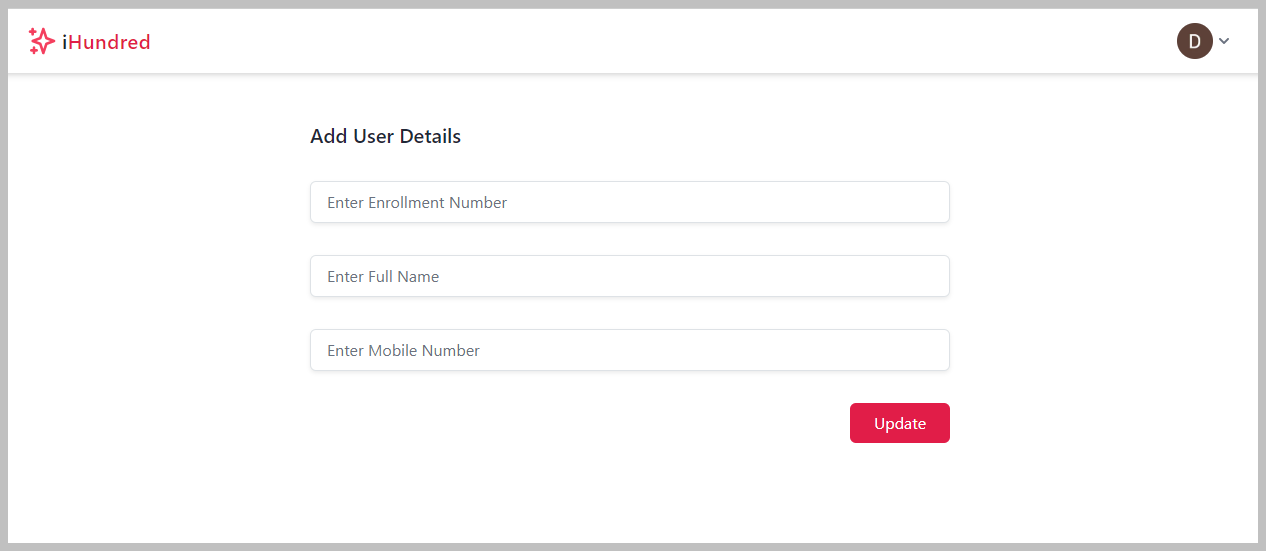 iHundred
D
Add User Details
Enter Enrollment Number
Enter Full Name
Enter Mobile Number
Update